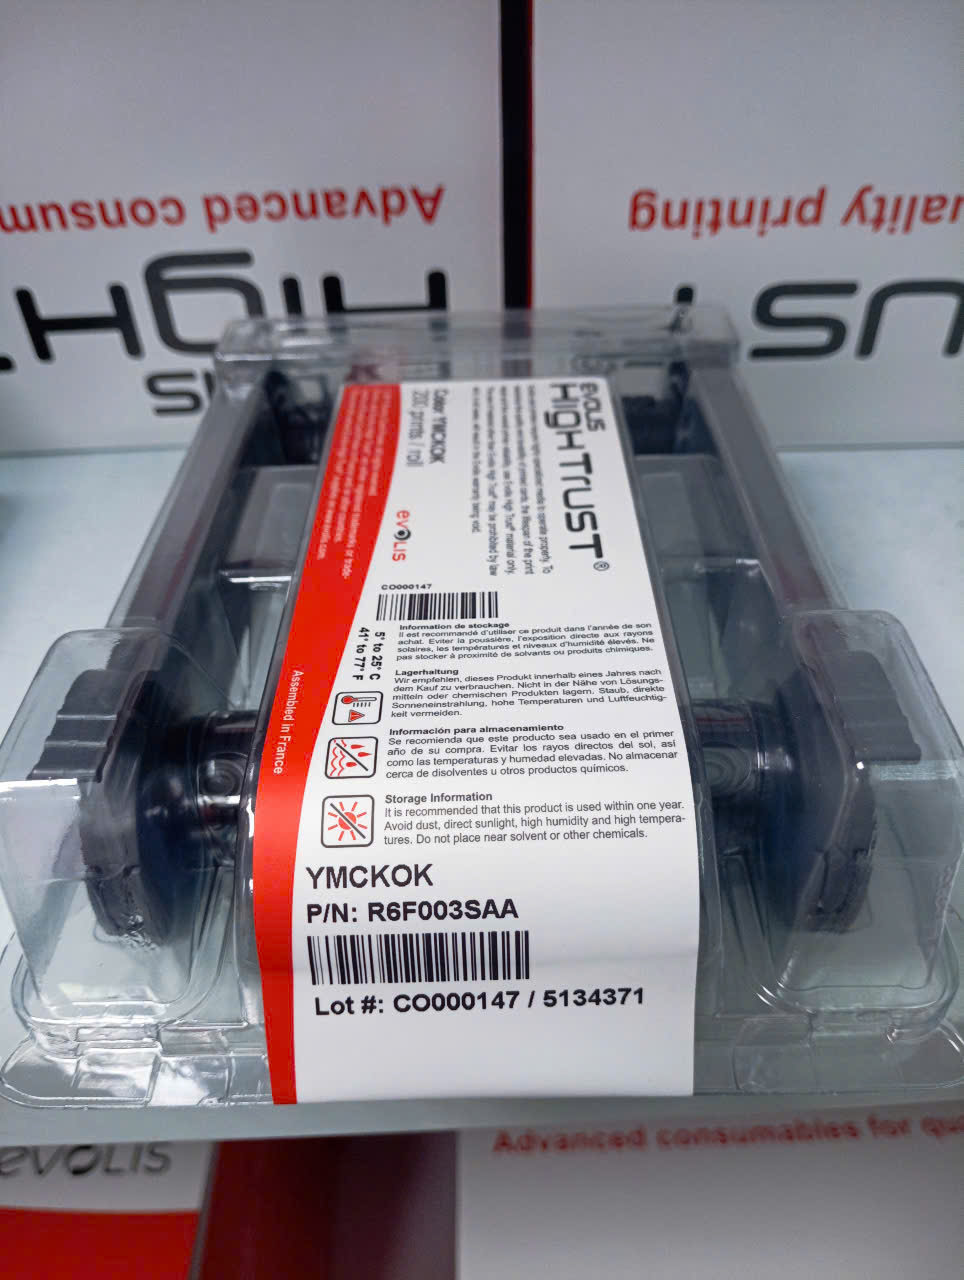 Advanced consum
HIGH
uality printing
UST
EVOLIS
HIGH TRUST®
Color YMCKOK
200 prints / roll
evolis
CO000147
5° to 25° C
41° to 77° F
Assembled in France
Information de stockage
Il est recommandé d'utiliser ce produit dans l'année de son
achat. Eviter la poussière, l'exposition directe aux rayons
solaires, les températures et niveaux d'humidité élevés. Ne
pas stocker à proximité de solvants ou produits chimiques.
Lagerhaltung
Wir empfehlen, dieses Produkt innerhalb eines Jahres nach
dem Kauf zu verbrauchen. Nicht in der Nähe von Lösungs-
mitteln oder chemischen Produkten lagern. Staub, direkte
Sonneneinstrahlung, hohe Temperaturen und Luftfeuchtig-
keit vermeiden.
Información para almacenamiento
Se recomienda que este producto sea usado en el primer
año de su compra. Evitar los rayos directos del sol, asi
como las temperaturas y humedad elevadas. No almacenar
cerca de disolventes u otros productos químicos.
Storage Information
It is recommended that this product is used within one year.
Avoid dust, direct sunlight, high humidity and high tempera-
tures. Do not place near solvent or other chemicals.
YMCKOK
P/N: R6F003SAA
Lot #: CO000147 / 5134371
evolis
Advanced consumables for qua